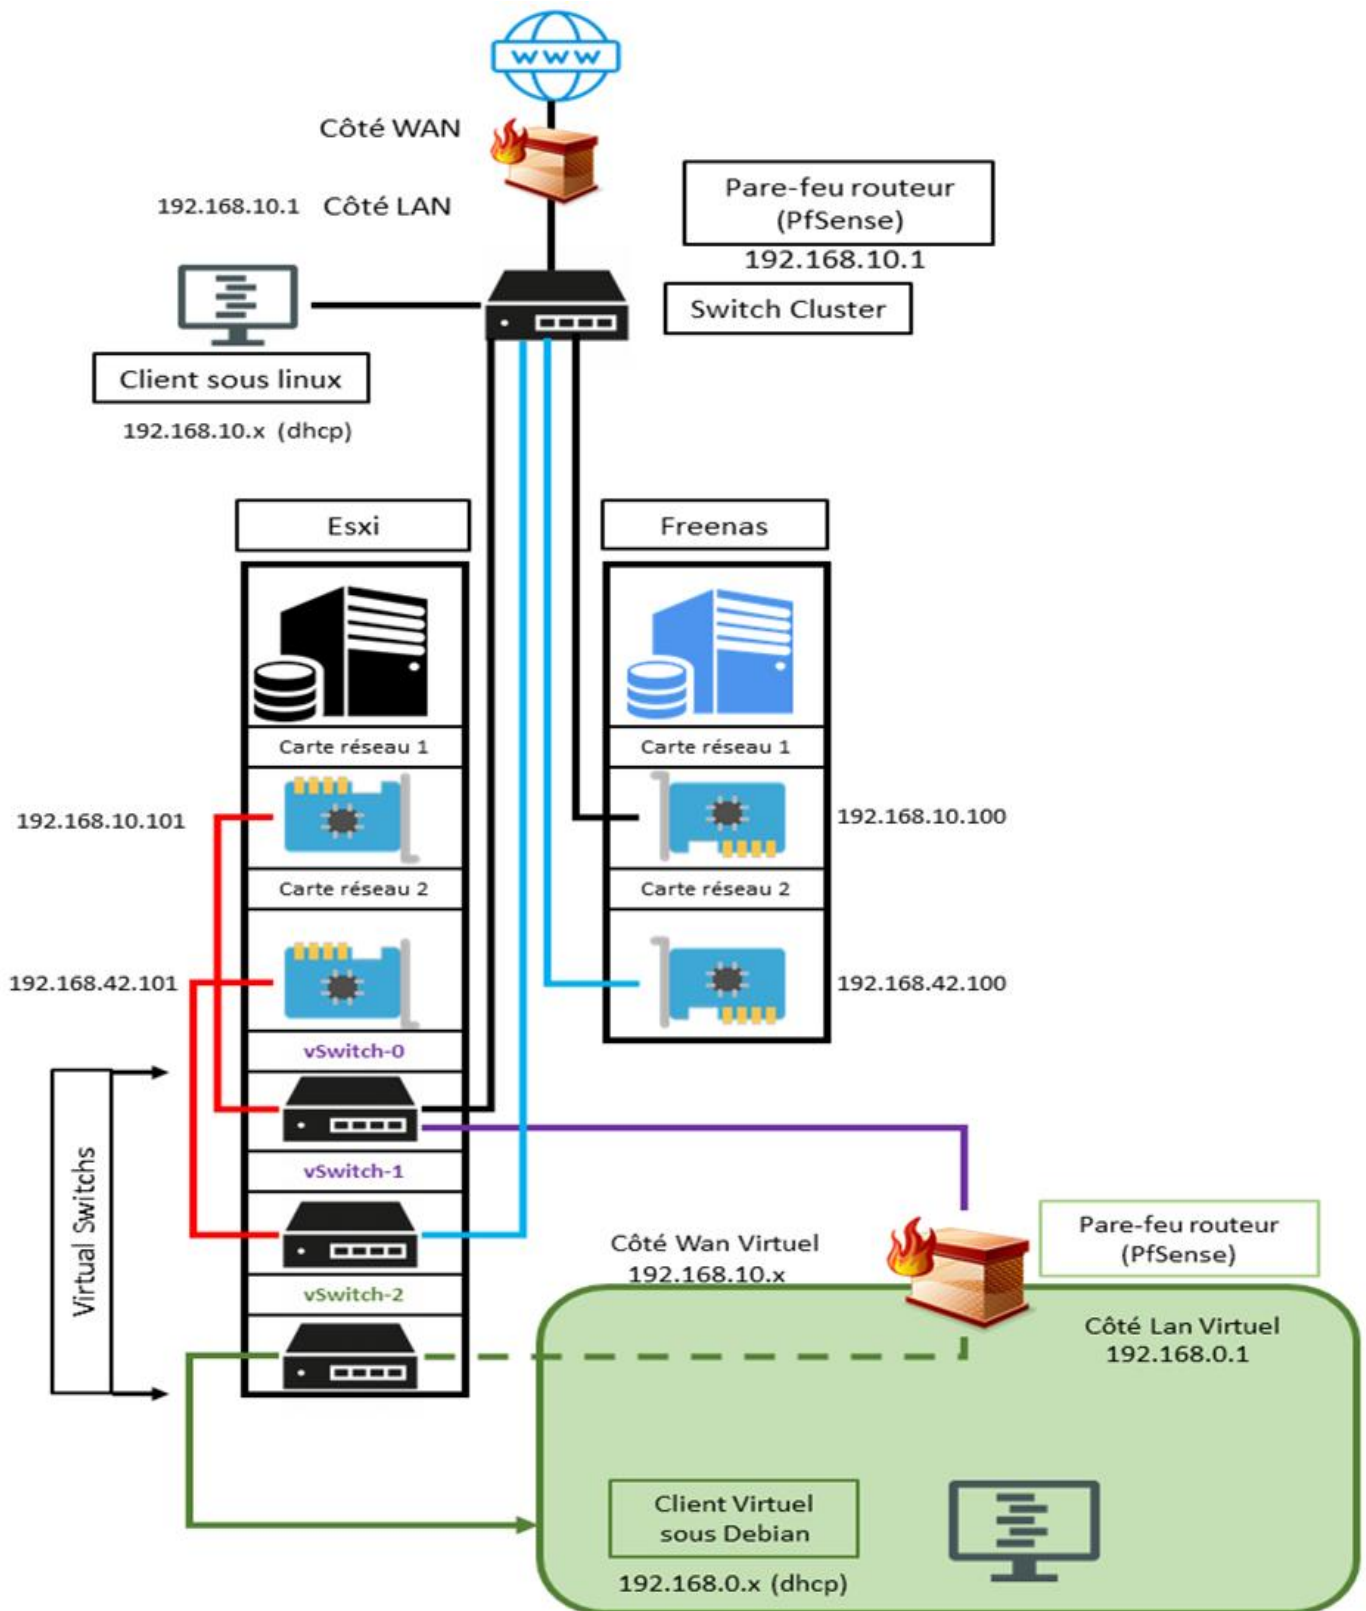 WWW
Côté WAN
192.168.10.1 Côté LAN
Pare-feu routeur
(PfSense)
192.168.10.1
Switch Cluster
Client sous linux
192.168.10.x (dhcp)
Esxi
Freenas
Carte réseau 1
Carte réseau 1
192.168.10.101
192.168.10.100
Carte réseau 2
Carte réseau 2
192.168.42.101
192.168.42.100
vSwitch-0
Virtual Switchs
vSwitch-1
vSwitch-2
Côté Wan Virtuel
192.168.10.x
Pare-feu routeur
(PfSense)
Côté Lan Virtuel
192.168.0.1
Client Virtuel
sous Debian
192.168.0.x (dhcp)